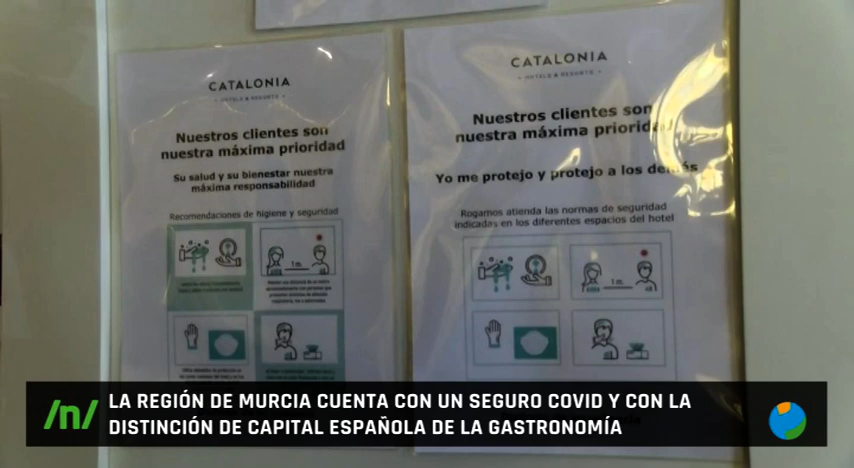 CATALONIA
HOTELS & RESORTS
Nuestros clientes son
nuestra máxima prioridad
Su salud y su bienestar nuestra
máxima responsabilidad
Recomendaciones de higiene y seguridad
1 m.
CATALONIA
HOTELS & RESORTS
Nuestros clientes son
nuestra máxima prioridad
Yo me protejo y protejo a los demás
Rogamos atienda las normas de seguridad
indicadas en los diferentes espacios del hotel
1 m.
/n/
LA REGIÓN DE MURCIA CUENTA CON UN SEGURO COVID Y CON LA
DISTINCIÓN DE CAPITAL ESPAÑOLA DE LA GASTRONOMÍA